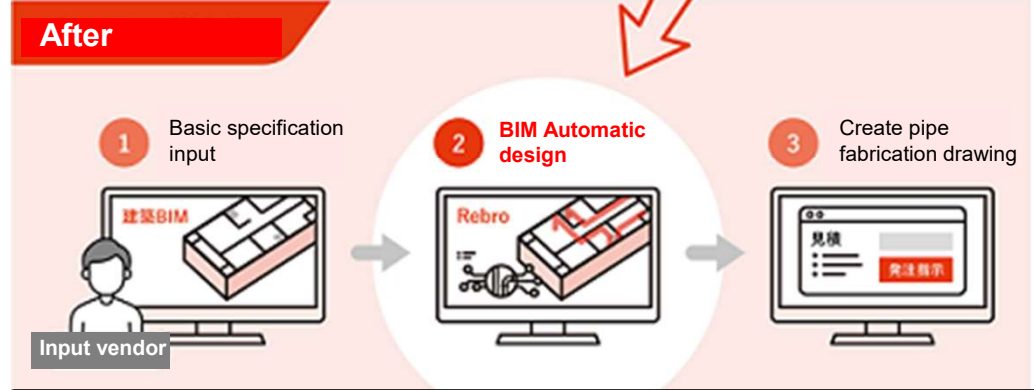 After
1
Basic specification
input
2
BIM Automatic
design
3
Create pipe
fabrication drawing
建築BIM
Rebro
見積
発注指示
Input vendor